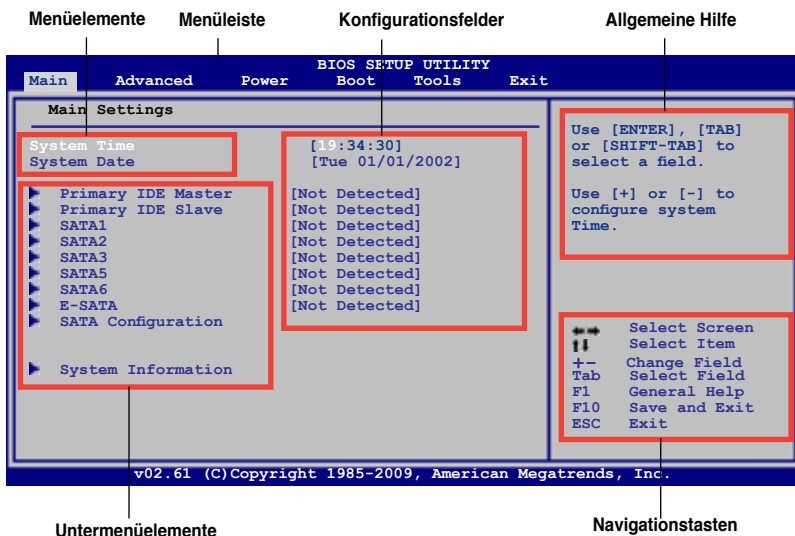 Menüelemente Menüleiste Konfigurationsfelder Allgemeine Hilfe
BIOS SETUP UTILITY
Main Advanced Power Boot Tools Exit
Main Settings
System Time [19:34:30]
System Date [Tue 01/01/2002]
Primary IDE Master [Not Detected]
Primary IDE Slave [Not Detected]
SATA1 [Not Detected]
SATA2 [Not Detected]
SATA3 [Not Detected]
SATA5 [Not Detected]
SATA6 [Not Detected]
E-SATA [Not Detected]
SATA Configuration
System Information
Use [ENTER], [TAB]
or [SHIFT-TAB] to
select a field.
Use [+] or [-] to
configure system
Time.
Select Screen
Select Item
+- Change Field
Tab Select Field
F1 General Help
F10 Save and Exit
ESC Exit
v02.61 (C)Copyright 1985-2009, American Megatrends, Inc.
Untermenüelemente Navigationstasten